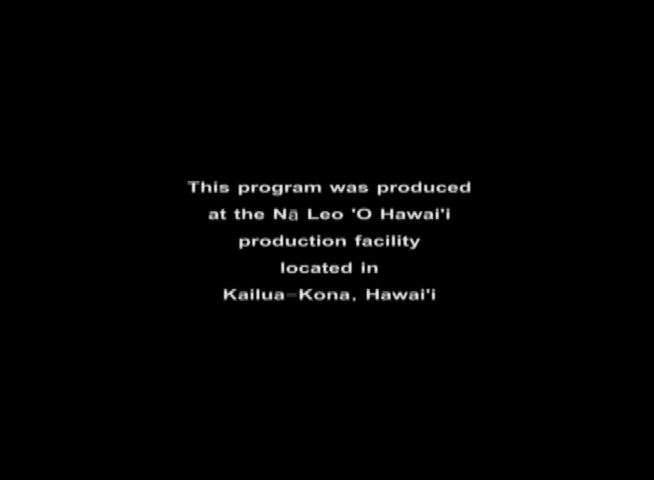 This program was produced
at the Nā Leo 'O Hawai'i
production facility
located in
Kailua-Kona, Hawai'i